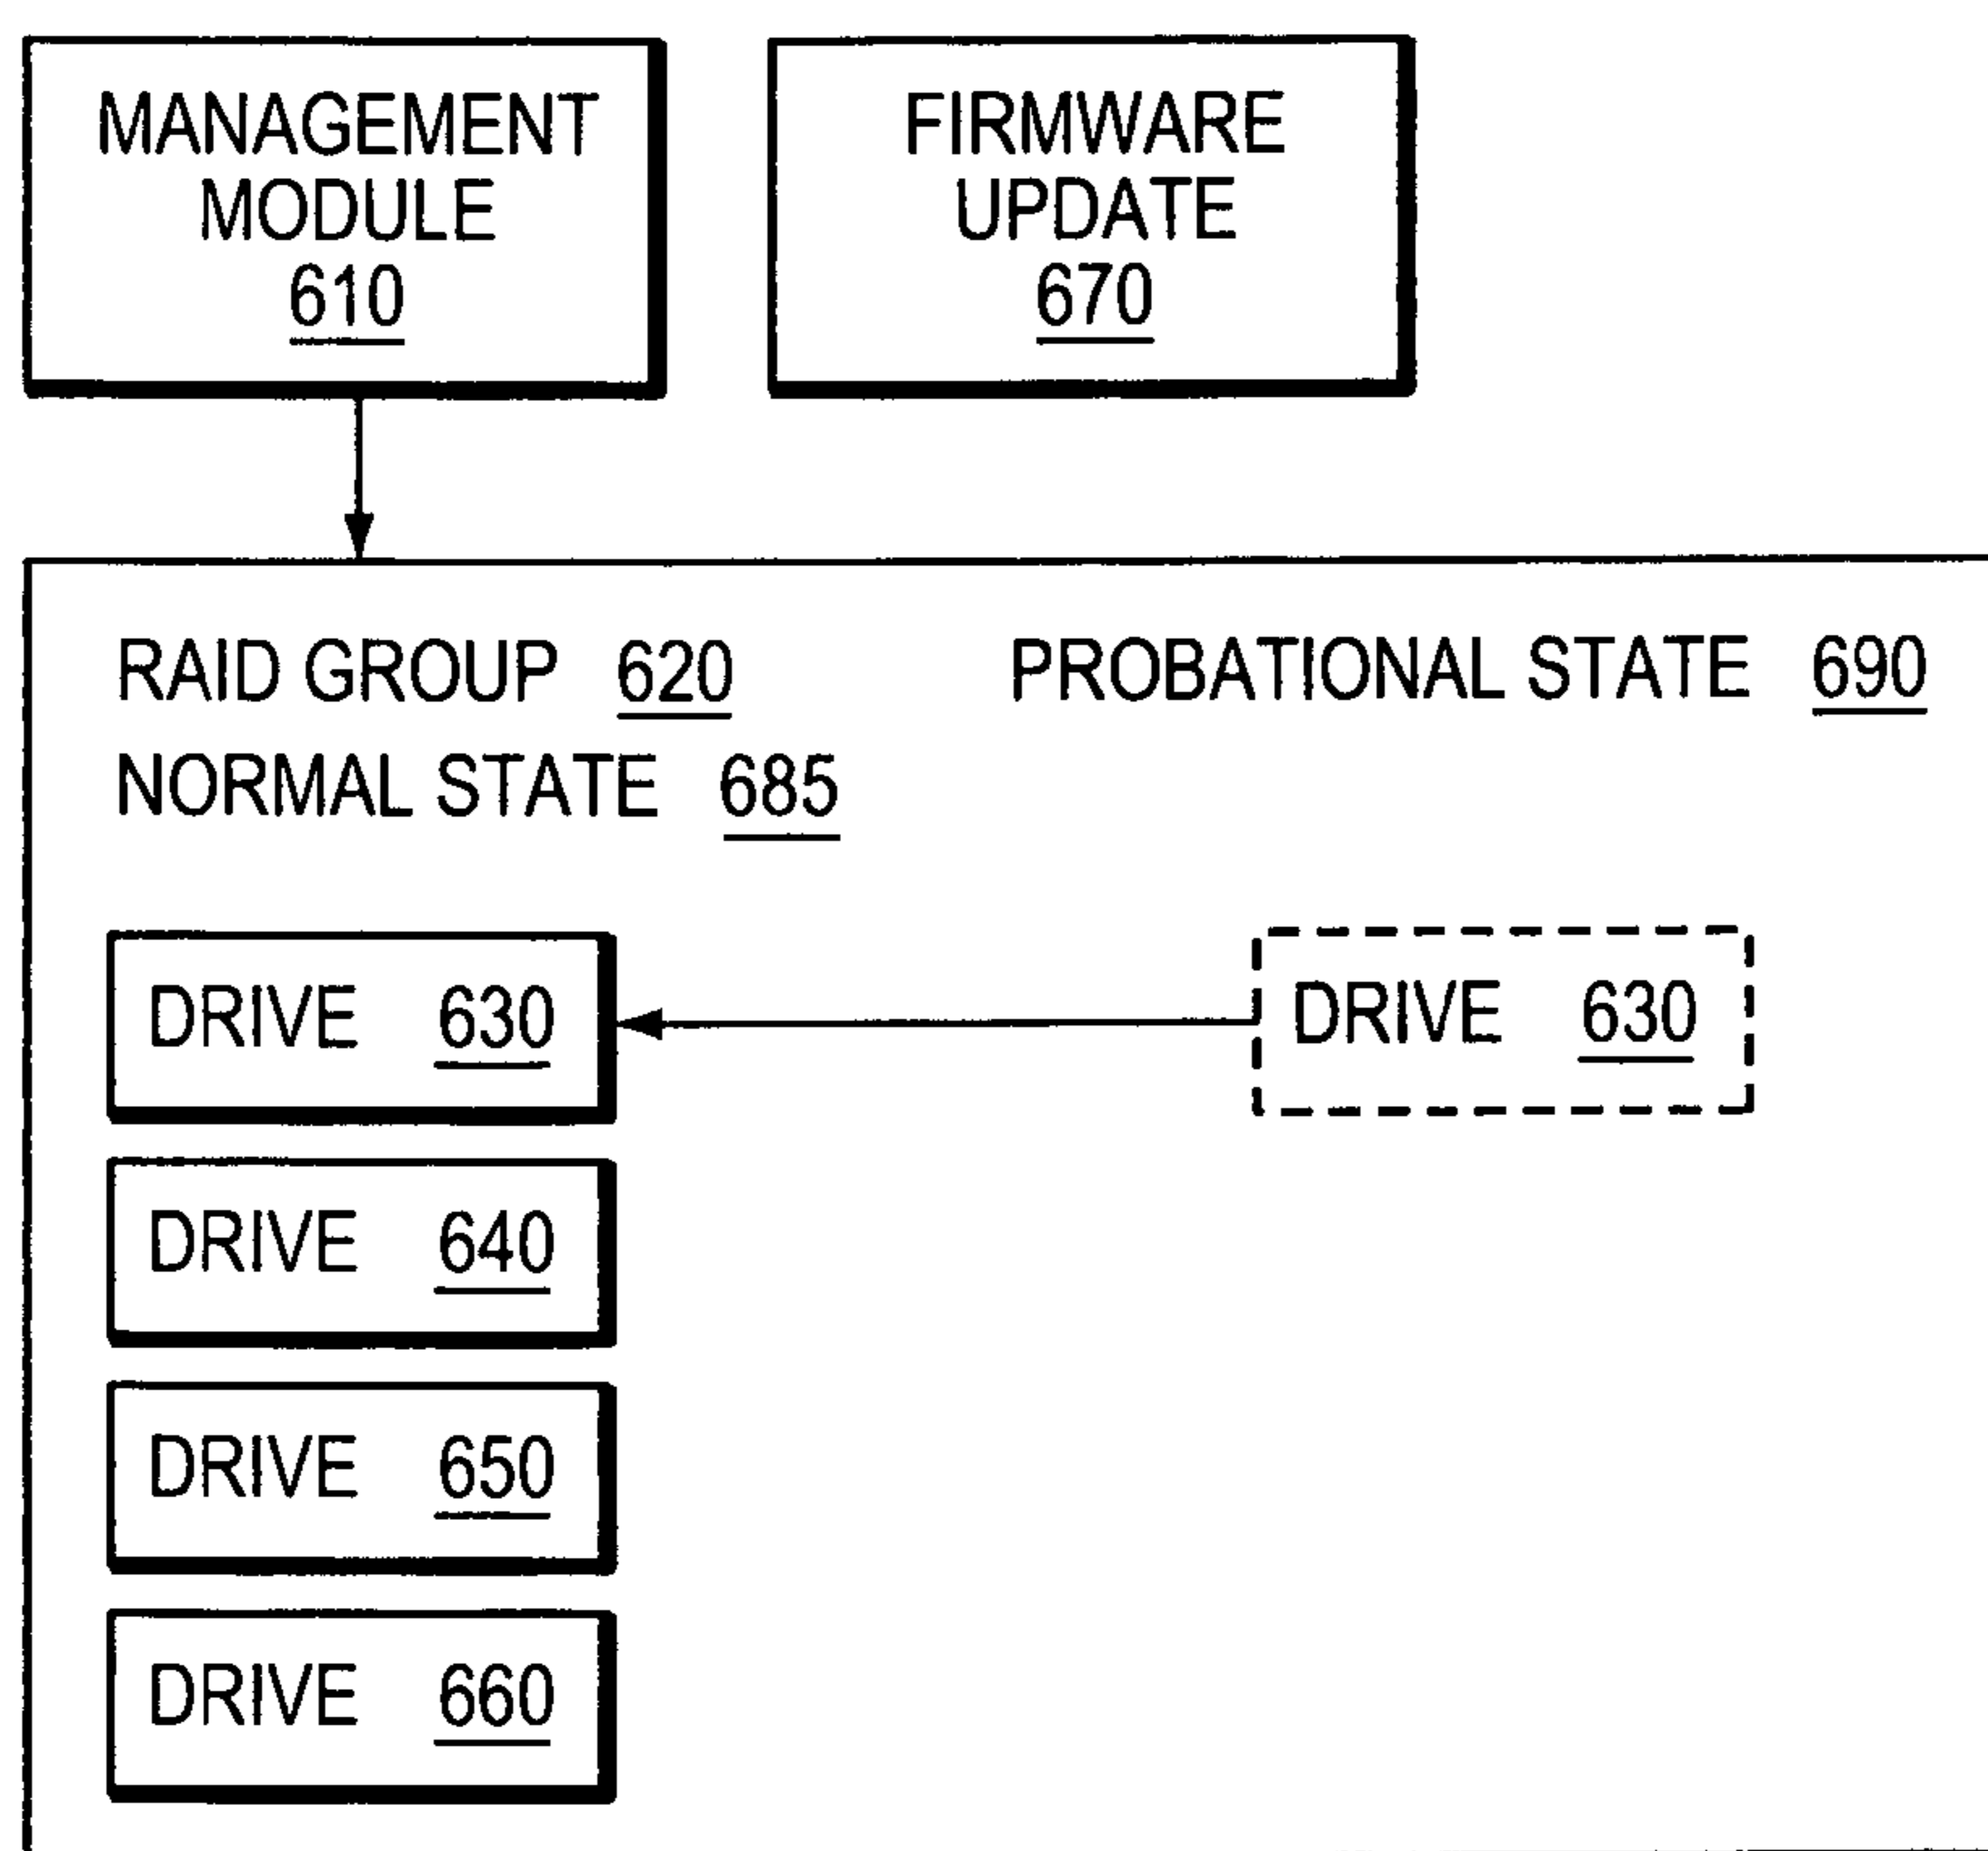 MANAGEMENT
MODULE
610
FIRMWARE
UPDATE
670
RAID GROUP 620
PROBATIONAL STATE 690
NORMAL STATE 685
DRIVE 630
DRIVE 630
DRIVE 640
DRIVE 650
DRIVE 660